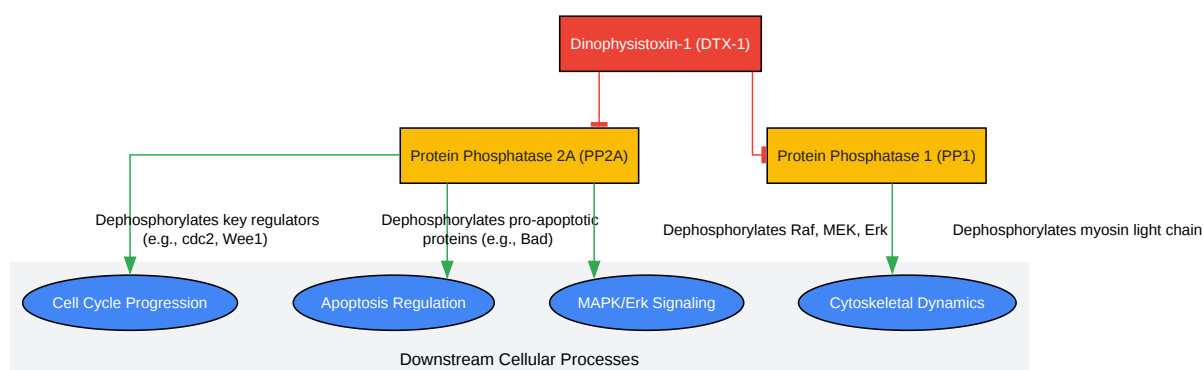 Dinophysistoxin-1 (DTX-1)
Protein Phosphatase 2A (PP2A)
Protein Phosphatase 1 (PP1)
Dephosphorylates key regulators
(e.g., cdc2, Wee1)
Dephosphorylates pro-apoptotic
proteins (e.g., Bad)
Dephosphorylates Raf, MEK, Erk
Dephosphorylates myosin light chain
Cell Cycle Progression
Apoptosis Regulation
MAPK/Erk Signaling
Cytoskeletal Dynamics
Downstream Cellular Processes